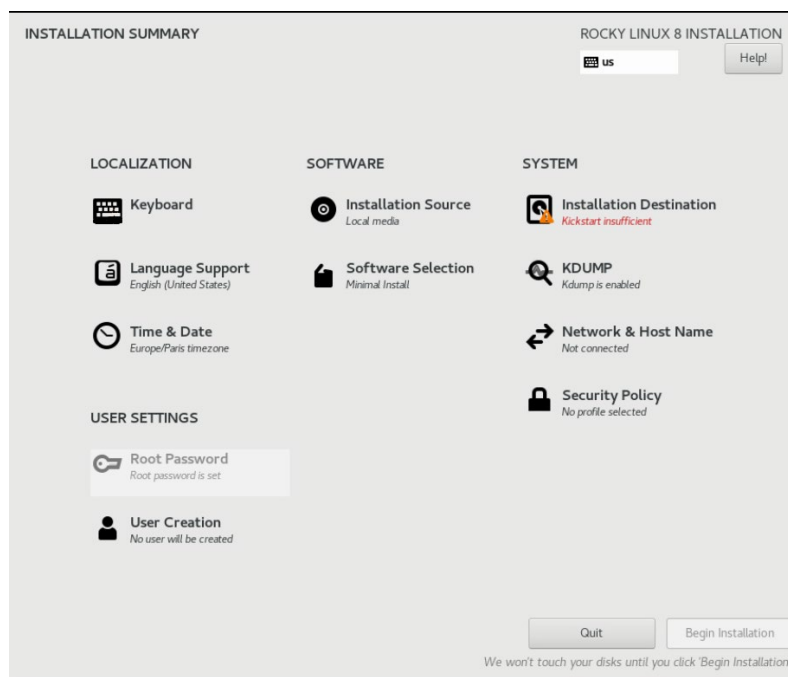 INSTALLATION SUMMARY
ROCKY LINUX 8 INSTALLATION
us
Help!
LOCALIZATION
Keyboard
Language Support
English (United States)
Time & Date
Europe/Paris timezone
USER SETTINGS
Root Password
Root password is set
User Creation
No user will be created
SOFTWARE
Installation Source
Local media
Software Selection
Minimal Install
SYSTEM
Installation Destination
Kickstart insufficient
KDUMP
Kdump is enabled
Network & Host Name
Not connected
Security Policy
No profile selected
Quit
Begin Installation
We won't touch your disks until you click 'Begin Installation